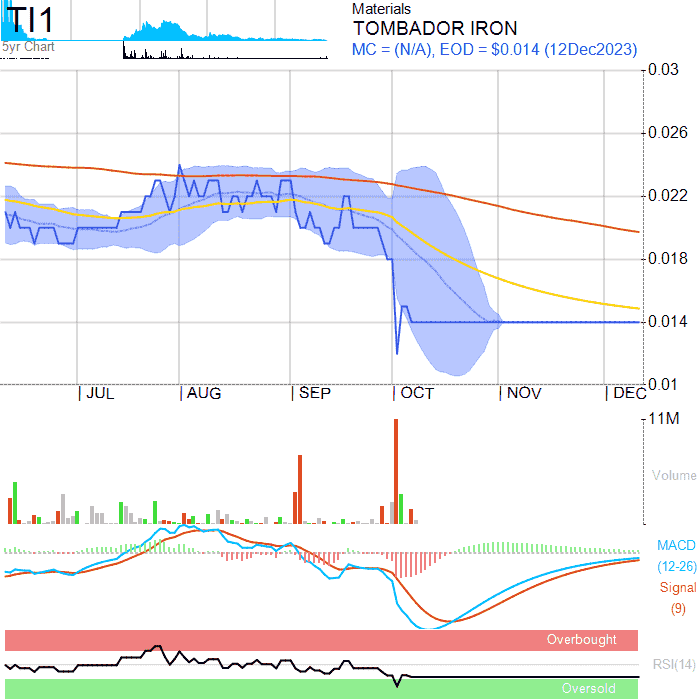 TI1
5yr Chart
Materials
TOMBADOR IRON
MC = (N/A), EOD = $0.014 (12Dec2023)
0.03
0.026
0.022
0.018
0.014
0.01
JUL AUG SEP OCT NOV DEC
11M
Volume
MACD
(12-26)
Signal
(9)
Overbought
RSI(14)
Oversold